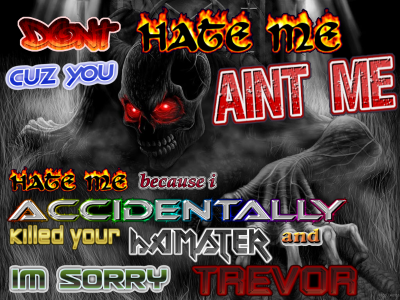 DONT HATE ME
CUZ YOU AINT ME
HATE ME because i
ACCIDENTALLY
killed your HAMSTER and
IM SORRY TREVOR